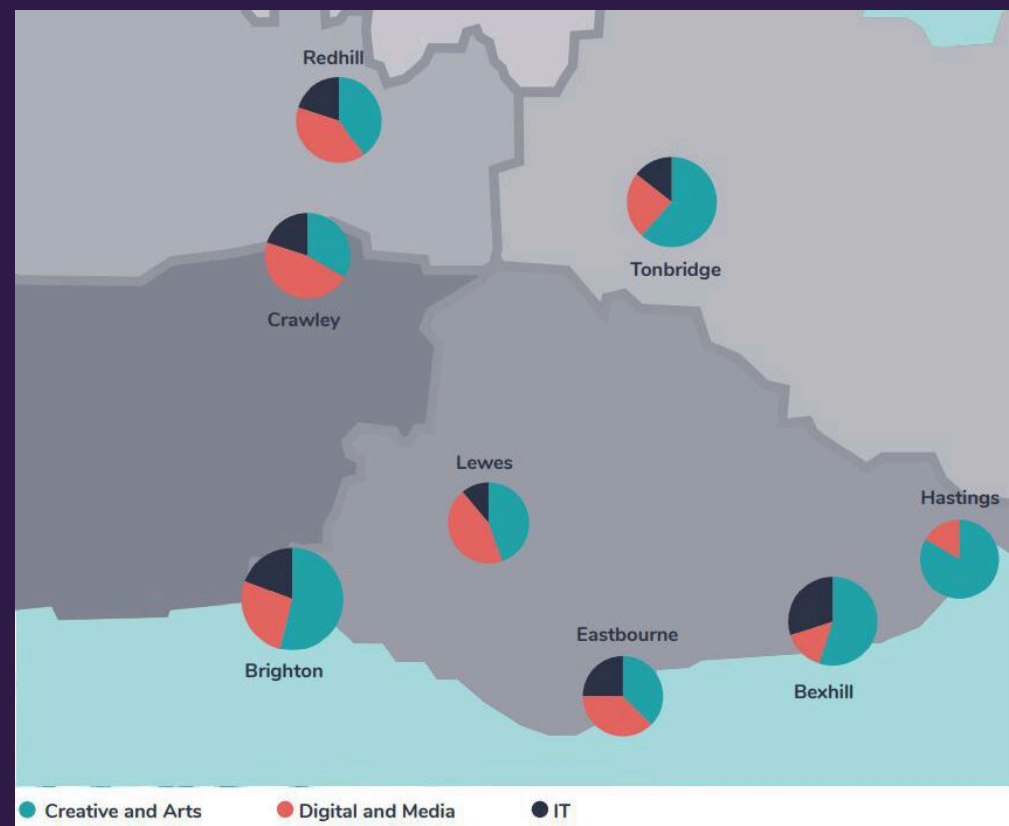 Redhill
Tonbridge
Crawley
Lewes
Hastings
Eastbourne
Brighton
Bexhill
Creative and Arts
Digital and Media
IT